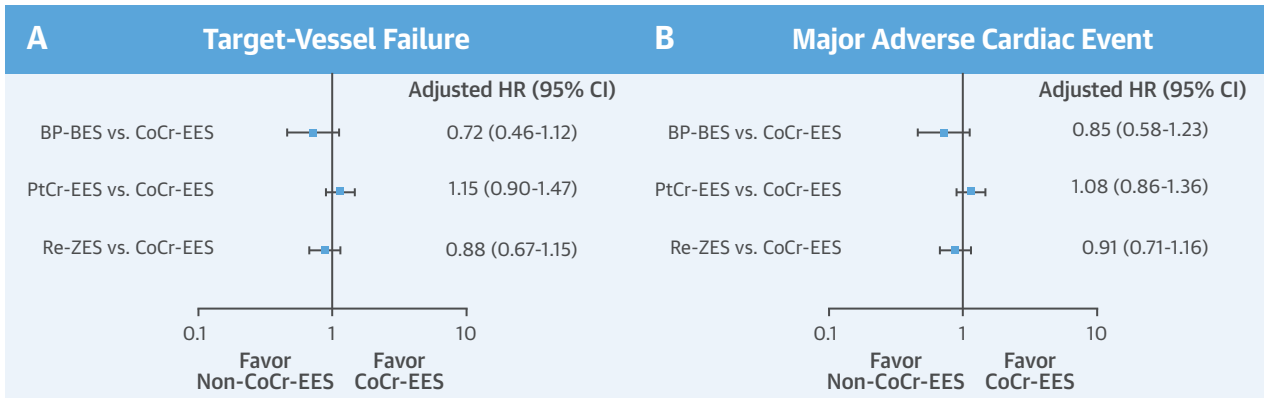 A Target-Vessel Failure
Adjusted HR (95% CI)
BP-BES vs. CoCr-EES 0.72 (0.46-1.12)
PtCr-EES vs. CoCr-EES 1.15 (0.90-1.47)
Re-ZES vs. CoCr-EES 0.88 (0.67-1.15)
0.1 1 10
Favor Favor
Non-CoCr-EES CoCr-EES
B Major Adverse Cardiac Event
Adjusted HR (95% CI)
BP-BES vs. CoCr-EES 0.85 (0.58-1.23)
PtCr-EES vs. CoCr-EES 1.08 (0.86-1.36)
Re-ZES vs. CoCr-EES 0.91 (0.71-1.16)
0.1 1 10
Favor Favor
Non-CoCr-EES CoCr-EES